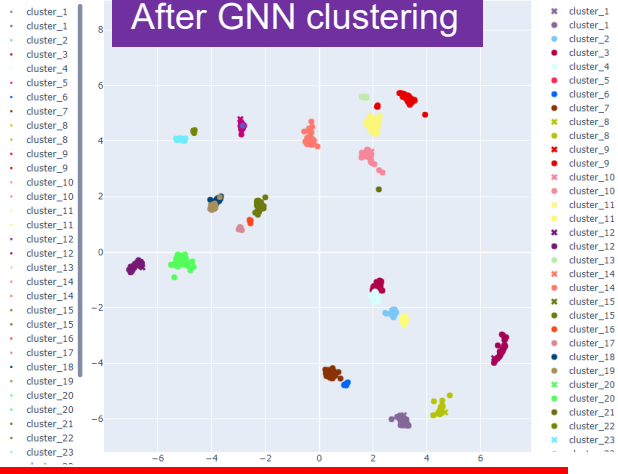 After GNN clustering
cluster_1
cluster_1
cluster_2
cluster_3
cluster_4
cluster_5
cluster_6
cluster_7
cluster_8
cluster_8
cluster_9
cluster_9
cluster_10
cluster_10
cluster_11
cluster_11
cluster_12
cluster_12
cluster_13
cluster_14
cluster_14
cluster_15
cluster_15
cluster_16
cluster_17
cluster_18
cluster_19
cluster_20
cluster_20
cluster_21
cluster_22
cluster_23
8
6
4
2
0
−2
−4
−6
−6
−4
−2
0
2
4
6
cluster_1
cluster_1
cluster_2
cluster_3
cluster_4
cluster_5
cluster_6
cluster_7
cluster_8
cluster_8
cluster_9
cluster_9
cluster_10
cluster_10
cluster_11
cluster_11
cluster_12
cluster_12
cluster_13
cluster_14
cluster_14
cluster_15
cluster_15
cluster_16
cluster_17
cluster_18
cluster_19
cluster_20
cluster_20
cluster_21
cluster_22
cluster_23